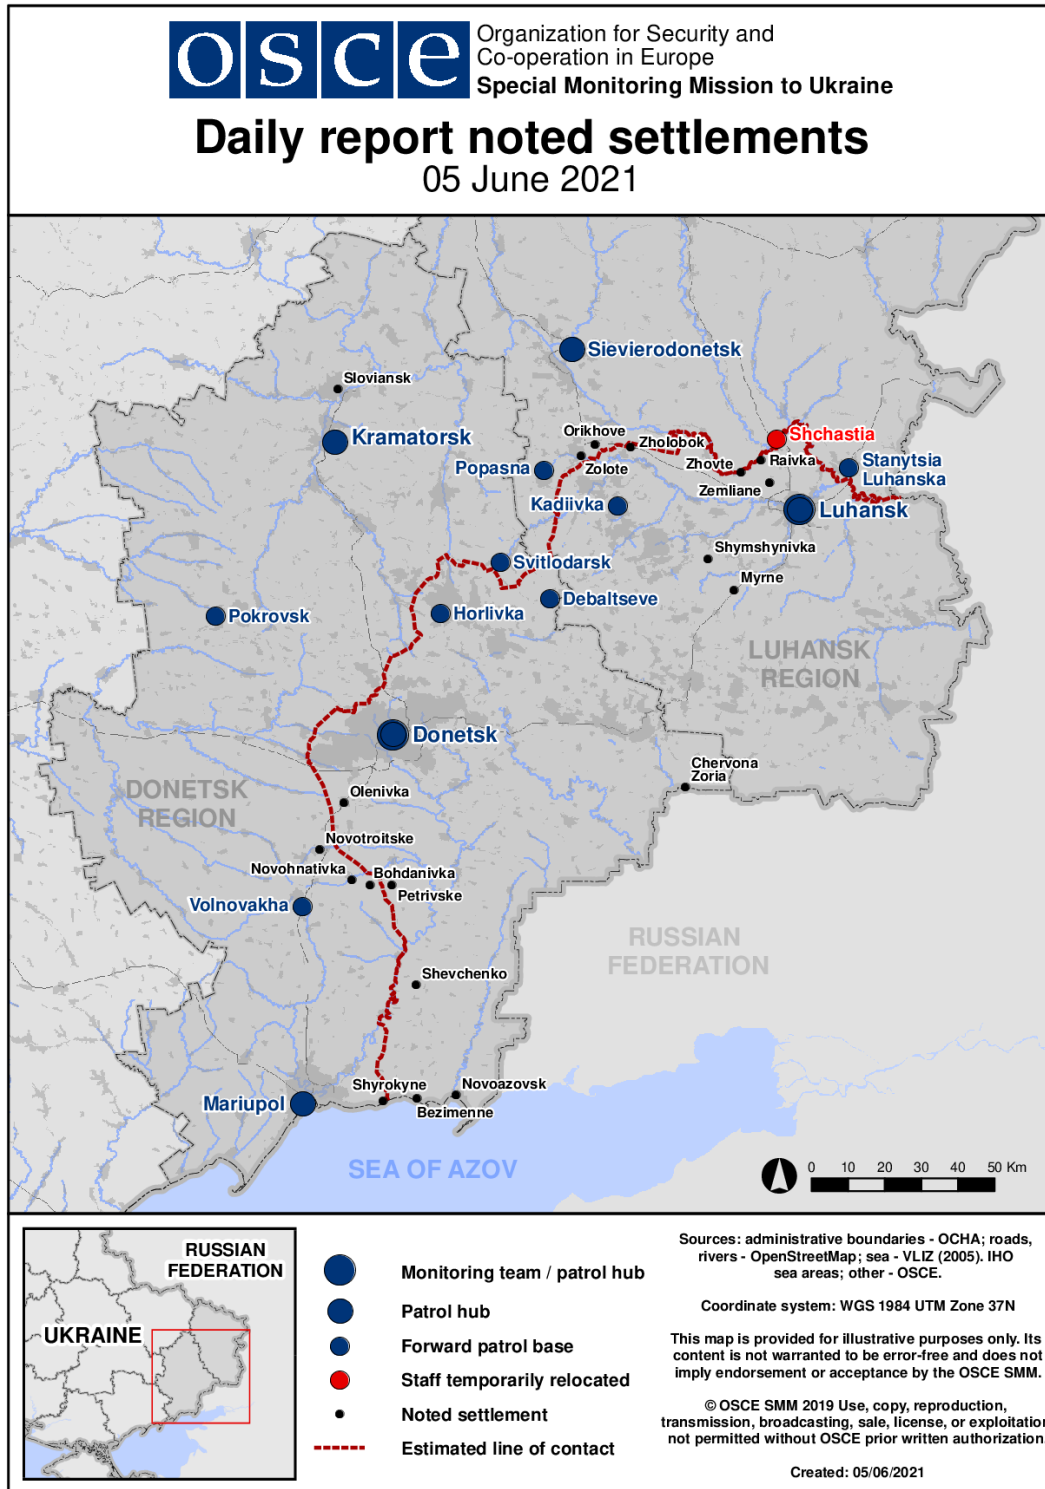 osce
Organization for Security and
Co-operation in Europe
Special Monitoring Mission to Ukraine
Daily report noted settlements
05 June 2021
Sievierodonetsk
Sloviansk
Kramatorsk
Orikhove
Zholobok
Shchastia
Popasna
Zolote
Zhovte
Raivka
Stanytsia
Luhanska
Zemliane
Kadiivka
Luhansk
Shymshynivka
Svitlodarsk
Myrne
Debaltseve
Pokrovsk
Horlivka
LUHANSK
REGION
Donetsk
Chervona
Zoria
DONETSK
REGION
Olenivka
Novotroitske
Novohnativka
Bohdanivka
Petrivske
Volnovakha
RUSSIAN
FEDERATION
Shevchenko
Shyrokyne
Novoazovsk
Mariupol
Bezimenne
SEA OF AZOV
0 10 20 30 40 50 Km
RUSSIAN
FEDERATION
UKRAINE
Monitoring team / patrol hub
Patrol hub
Forward patrol base
Staff temporarily relocated
Noted settlement
Estimated line of contact
Sources: administrative boundaries - OCHA; roads,
rivers - OpenStreetMap; sea - VLIZ (2005). IHO
sea areas; other - OSCE.
Coordinate system: WGS 1984 UTM Zone 37N
This map is provided for illustrative purposes only. Its
content is not warranted to be error-free and does not
imply endorsement or acceptance by the OSCE SMM.
© OSCE SMM 2019 Use, copy, reproduction,
transmission, broadcasting, sale, license, or exploitation
not permitted without OSCE prior written authorization.
Created: 05/06/2021